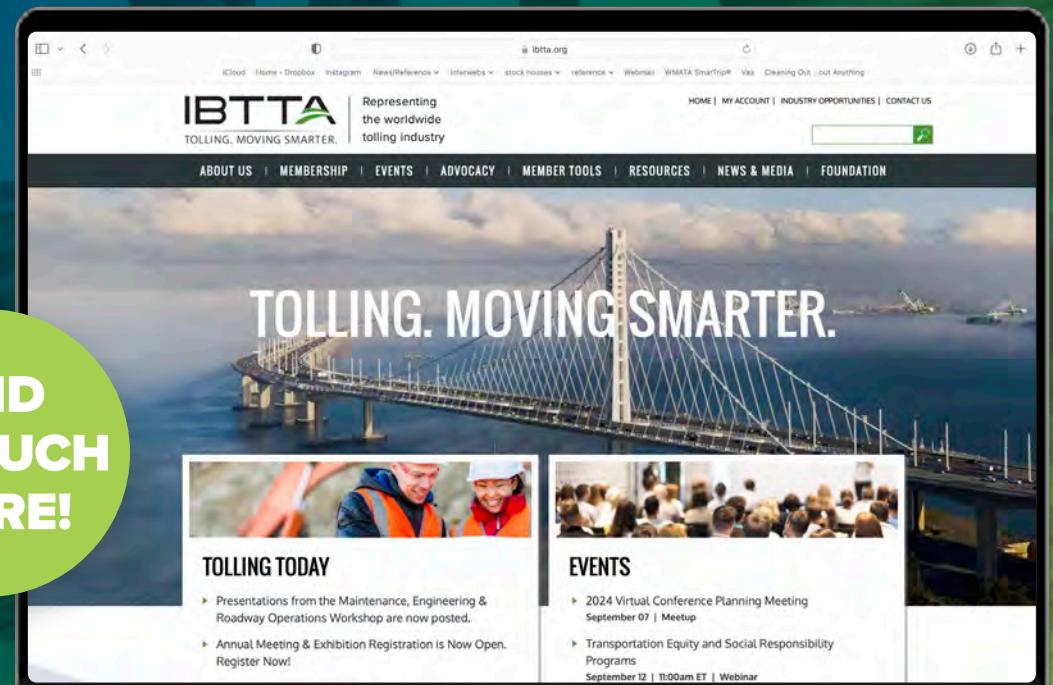 ibtta.org
iCloud Home - Dropbox Instagram News/Reference Interwebs stock houses reference Webmail WMATA SmarTrip® Vax Cleaning Out Anything
IBTTA
TOLLING. MOVING SMARTER.
Representing
the worldwide
tolling industry
HOME | MY ACCOUNT | INDUSTRY OPPORTUNITIES | CONTACT US
ABOUT US | MEMBERSHIP | EVENTS | ADVOCACY | MEMBER TOOLS | RESOURCES | NEWS & MEDIA | FOUNDATION
TOLLING. MOVING SMARTER.
ID
UCH
RE!
TOLLING TODAY
Presentations from the Maintenance, Engineering &
Roadway Operations Workshop are now posted.
Annual Meeting & Exhibition Registration is Now Open.
Register Now!
EVENTS
2024 Virtual Conference Planning Meeting
September 07 | Meetup
Transportation Equity and Social Responsibility
Programs
September 12 | 11:00am ET | Webinar